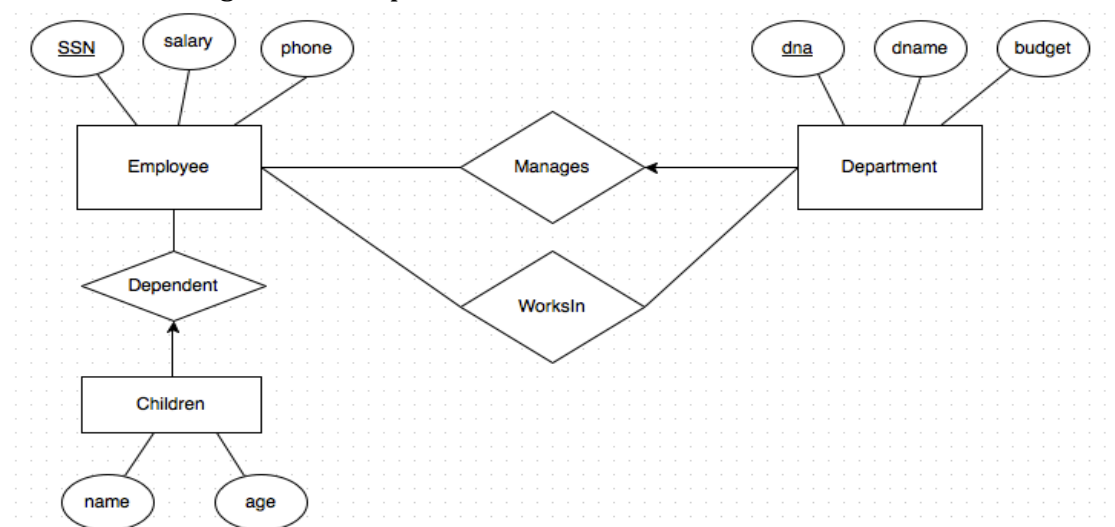 SSN
salary
phone
dna
dname
budget
Employee
Manages
Department
Dependent
WorksIn
Children
name
age